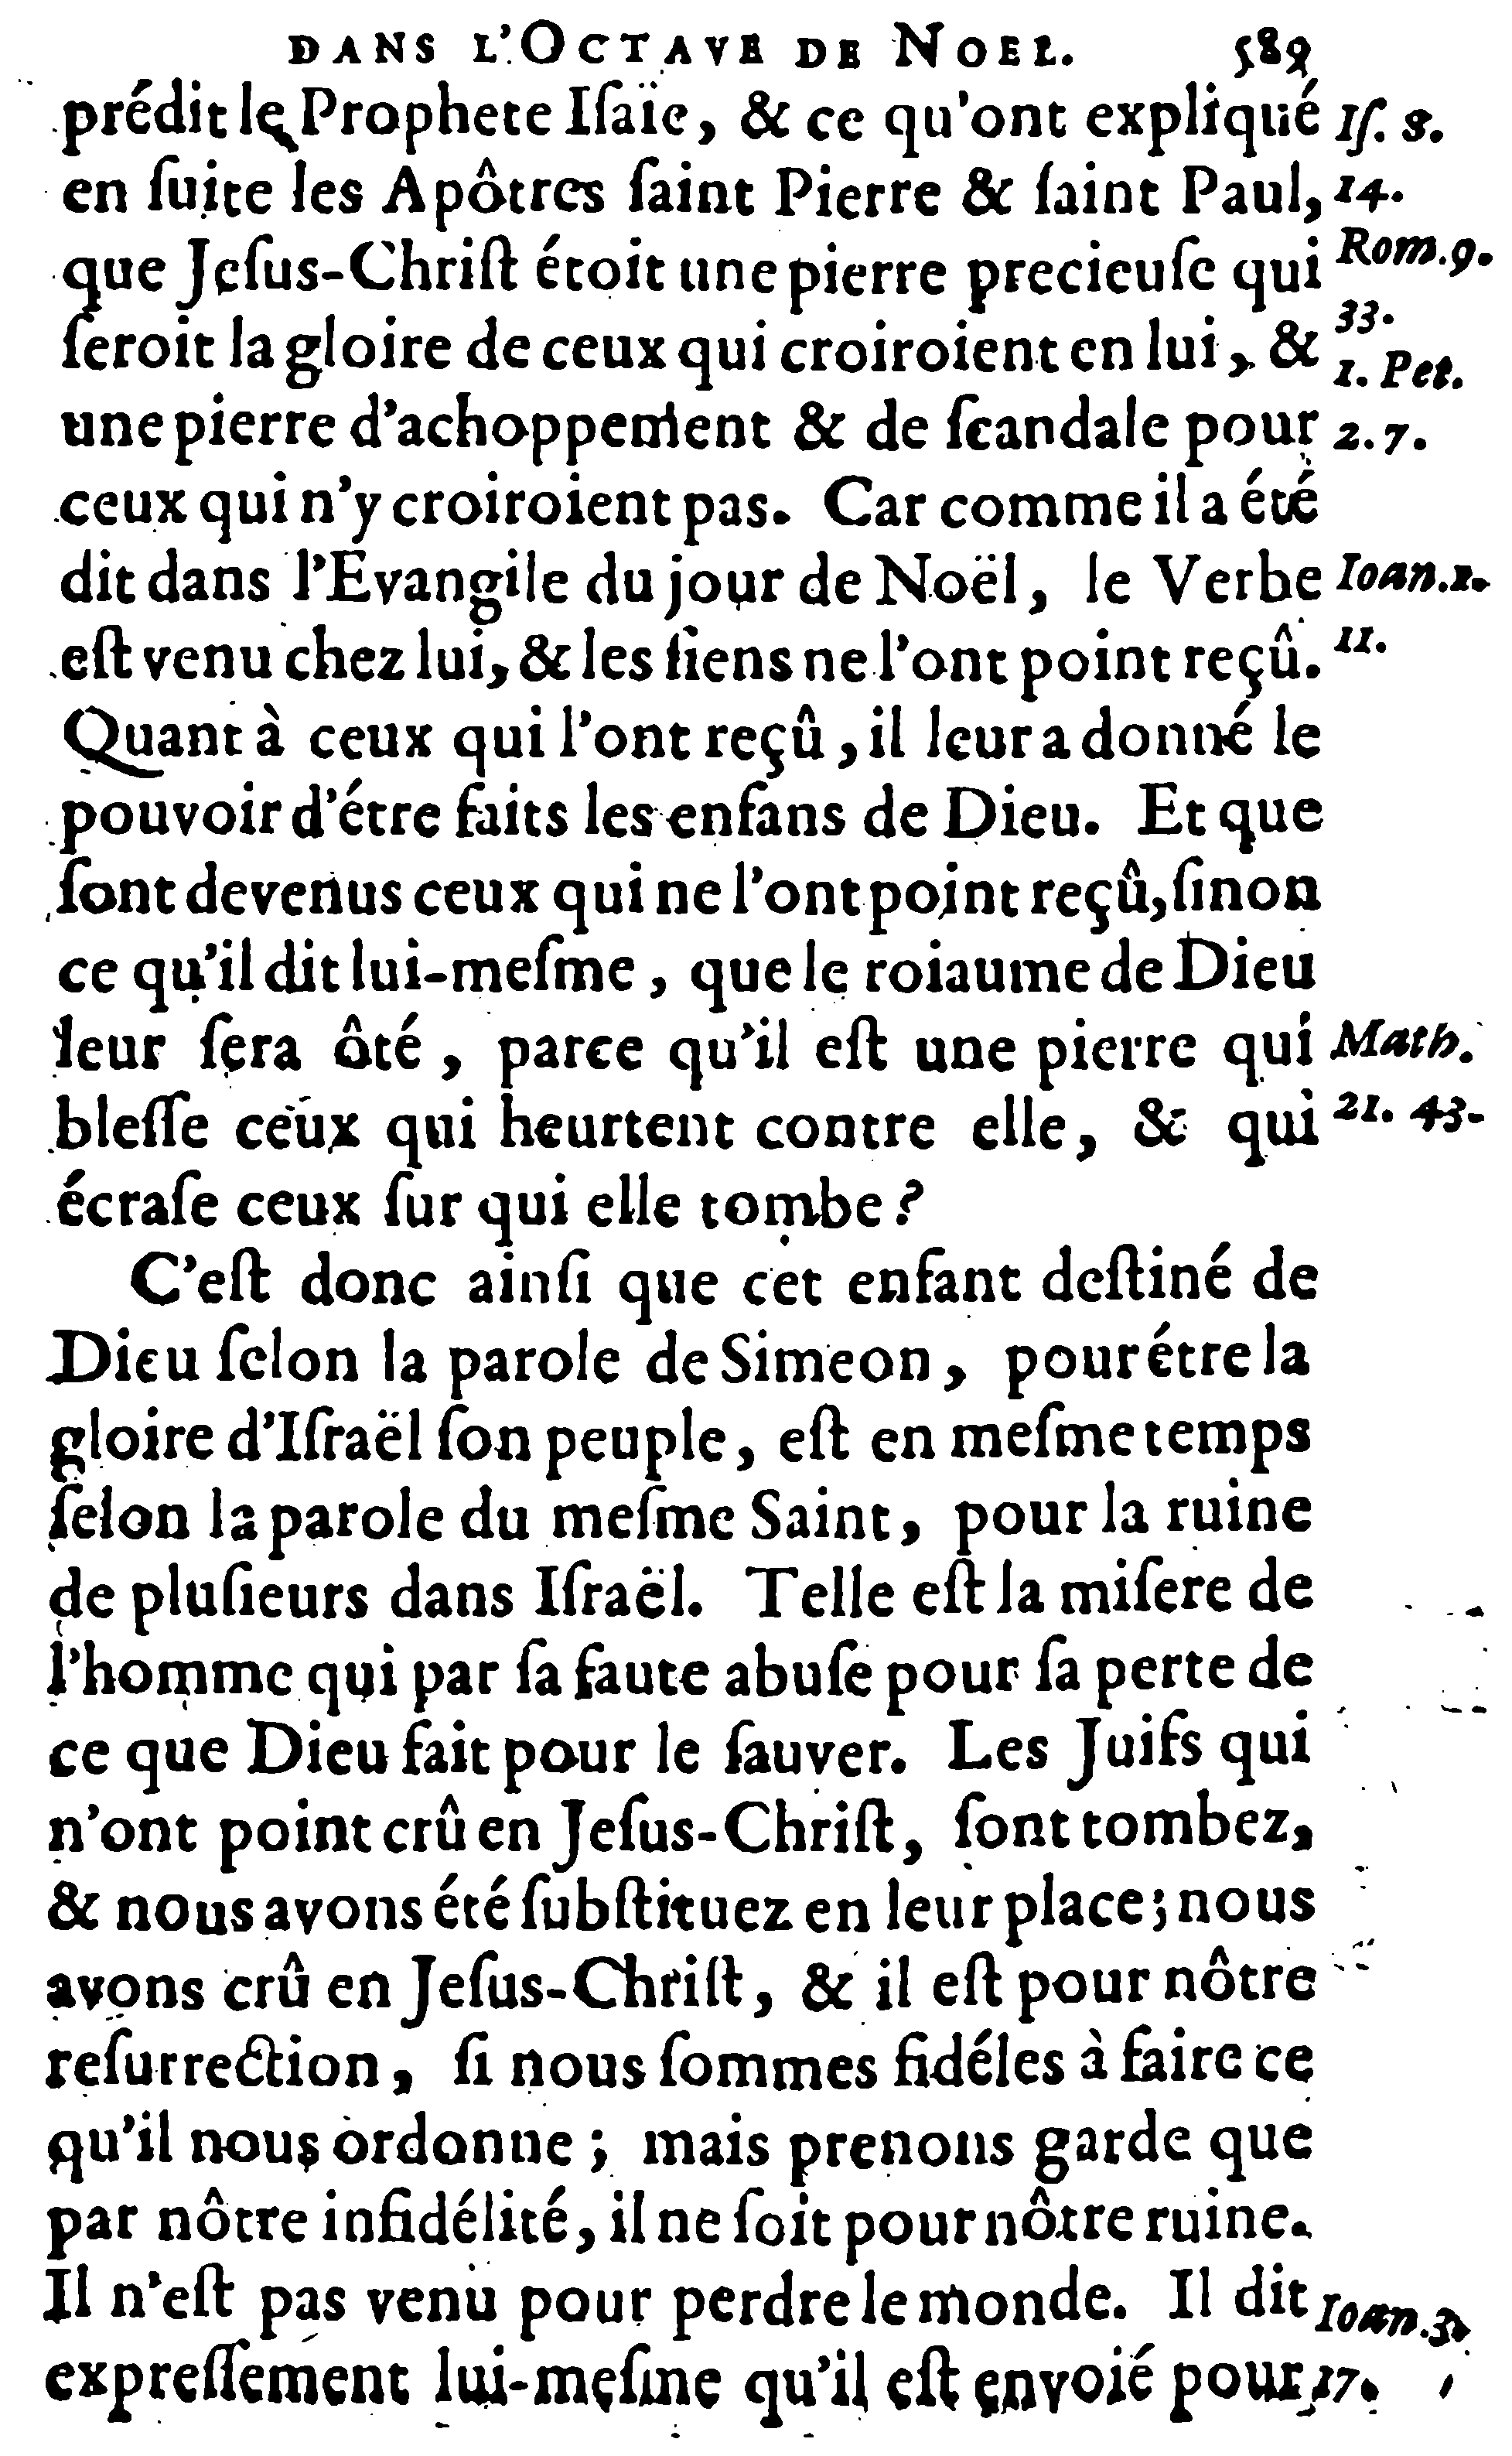 DANS L'OCTAVE DE NOEL. 589
prédit le Prophete Iſaïe, & ce qu'ont expliqué Iſ. 8.
en ſuite les Apôtres ſaint Pierre & ſaint Paul, 14.
que Jeſus-Chriſt étoit une pierre precieuſe qui Rom. 9.
ſeroit la gloire de ceux qui croiroient en lui, & 33.
1. Pet.
une pierre d'achoppement & de ſcandale pour 2. 7.
ceux qui n'y croiroient pas. Car comme il a été
dit dans l'Evangile du jour de Noël, le Verbe Ioan. 1.
eſt venu chez lui, & les ſiens ne l'ont point reçû. 11.
Quant à ceux qui l'ont reçû, il leur a donné le
pouvoir d'étre faits les enfans de Dieu. Et que
ſont devenus ceux qui ne l'ont point reçû, ſinon
ce qu'il dit lui-meſme, que le roiaume de Dieu
leur ſera ôté, parce qu'il eſt une pierre qui Math.
bleſſe ceux qui heurtent contre elle, & qui 21. 43.
écraſe ceux ſur qui elle tombe?
C'eſt donc ainſi que cet enfant deſtiné de
Dieu ſelon la parole de Simeon, pour étre la
gloire d'Iſraël ſon peuple, eſt en meſme temps
ſelon la parole du meſme Saint, pour la ruine
de pluſieurs dans Iſraël. Telle eſt la miſere de
l'homme qui par ſa faute abuſe pour ſa perte de
ce que Dieu fait pour le ſauver. Les Juifs qui
n'ont point crû en Jeſus-Chriſt, ſont tombez,
& nous avons été ſubſtituez en leur place; nous
avons crû en Jeſus-Chriſt, & il eſt pour nôtre
reſurrection, ſi nous ſommes fidéles à faire ce
qu'il nous ordonne; mais prenons garde que
par nôtre infidélité, il ne ſoit pour nôtre ruine.
Il n'eſt pas venu pour perdre le monde. Il dit Ioan. 3.
expreſſement lui-meſme qu'il eſt envoié pour 17.